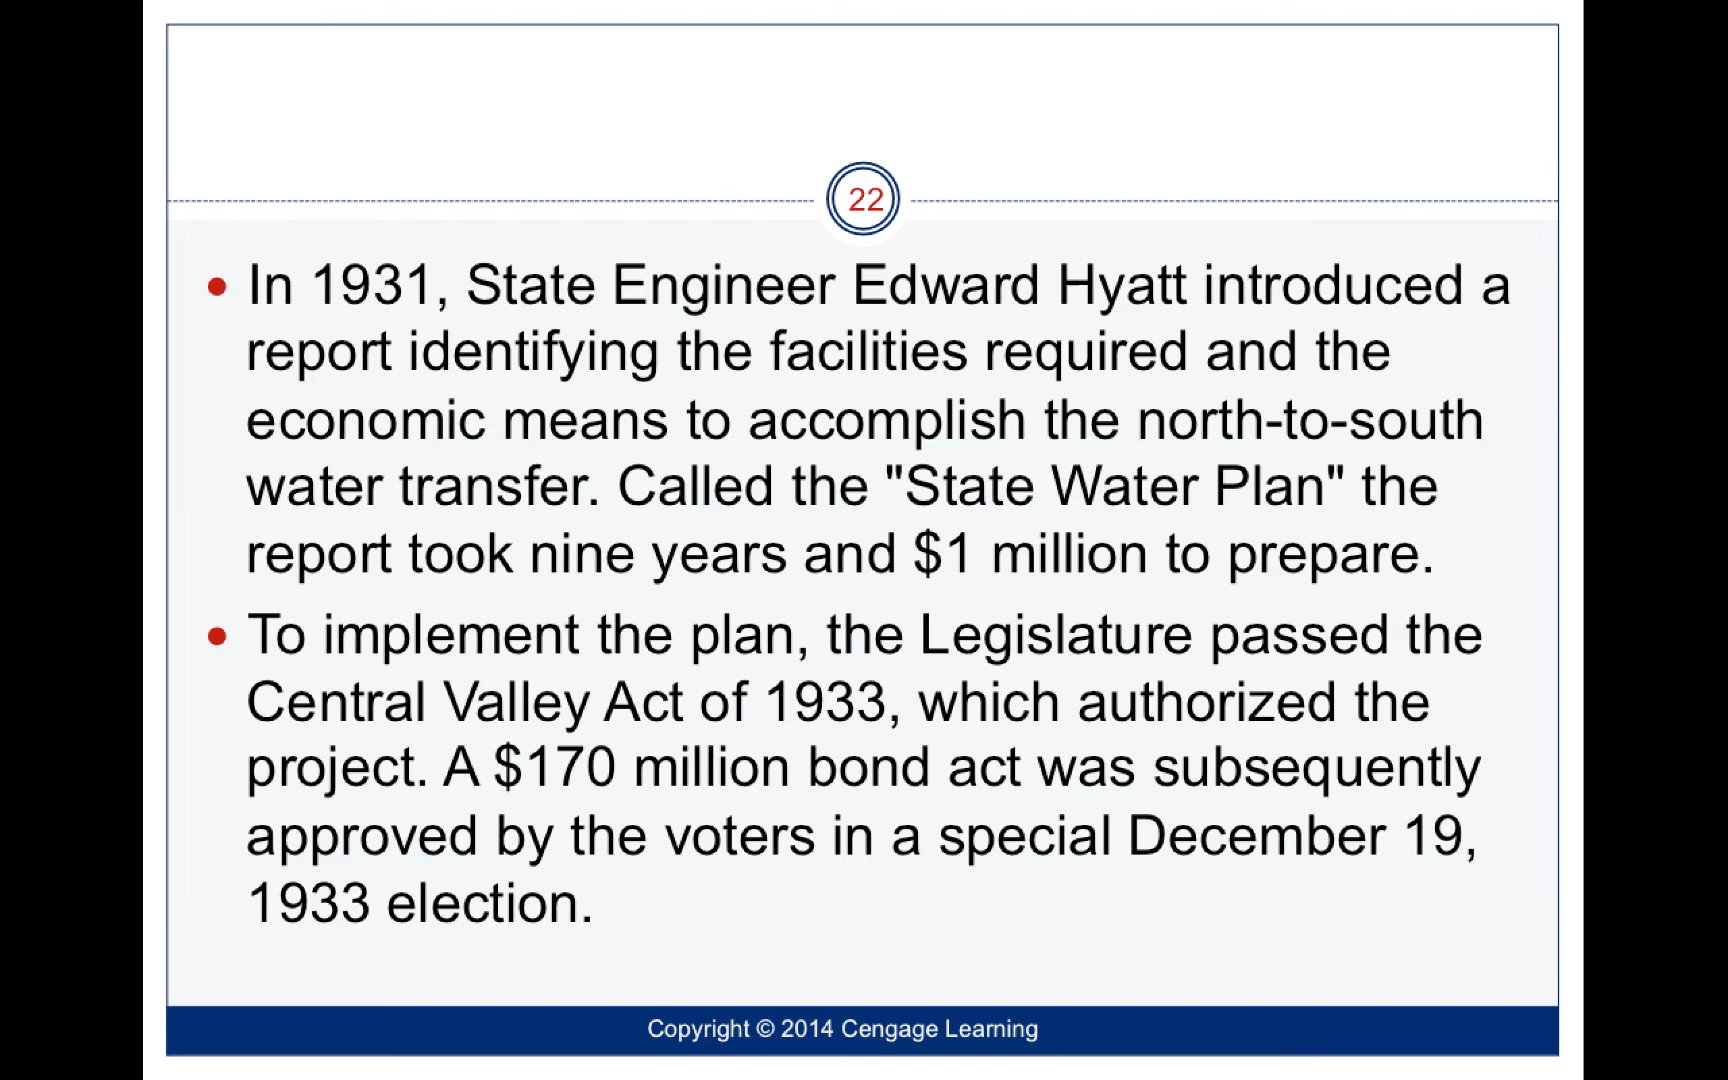 22
• In 1931, State Engineer Edward Hyatt introduced a
report identifying the facilities required and the
economic means to accomplish the north-to-south
water transfer. Called the "State Water Plan" the
report took nine years and $1 million to prepare.
• To implement the plan, the Legislature passed the
Central Valley Act of 1933, which authorized the
project. A $170 million bond act was subsequently
approved by the voters in a special December 19,
1933 election.
Copyright © 2014 Cengage Learning